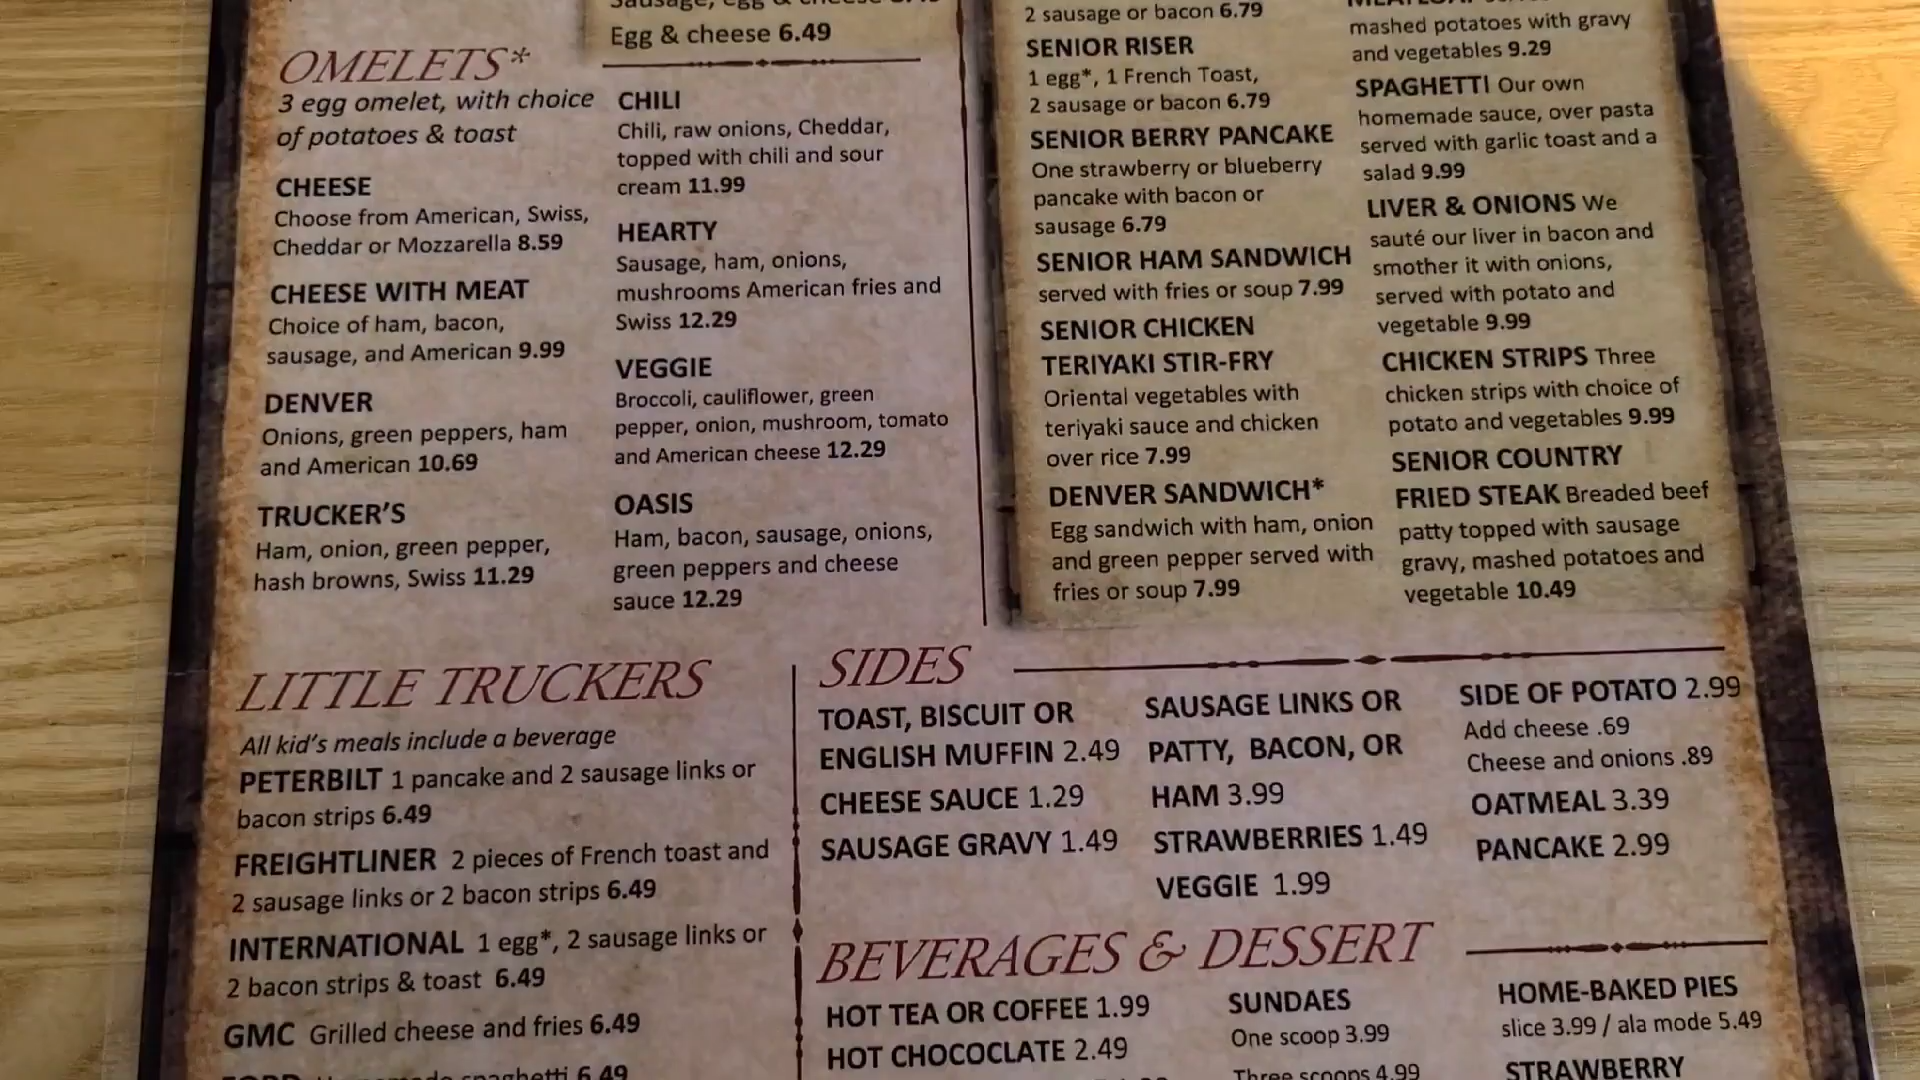 Egg & cheese 6.49
OMELETS*
3 egg omelet, with choice
of potatoes & toast
CHEESE
Choose from American, Swiss,
Cheddar or Mozzarella 8.59
CHEESE WITH MEAT
Choice of ham, bacon,
sausage, and American 9.99
DENVER
Onions, green peppers, ham
and American 10.69
TRUCKER'S
Ham, onion, green pepper,
hash browns, Swiss 11.29
CHILI
Chili, raw onions, Cheddar,
topped with chili and sour
cream 11.99
HEARTY
Sausage, ham, onions,
mushrooms American fries and
Swiss 12.29
VEGGIE
Broccoli, cauliflower, green
pepper, onion, mushroom, tomato
and American cheese 12.29
OASIS
Ham, bacon, sausage, onions,
green peppers and cheese
sauce 12.29
2 sausage or bacon 6.79
SENIOR RISER
1 egg*, 1 French Toast,
2 sausage or bacon 6.79
SENIOR BERRY PANCAKE
One strawberry or blueberry
pancake with bacon or
sausage 6.79
SENIOR HAM SANDWICH
served with fries or soup 7.99
SENIOR CHICKEN
TERIYAKI STIR-FRY
Oriental vegetables with
teriyaki sauce and chicken
over rice 7.99
DENVER SANDWICH*
Egg sandwich with ham, onion
and green pepper served with
fries or soup 7.99
mashed potatoes with gravy
and vegetables 9.29
SPAGHETTI Our own
homemade sauce, over pasta
served with garlic toast and a
salad 9.99
LIVER & ONIONS We
sauté our liver in bacon and
smother it with onions,
served with potato and
vegetable 9.99
CHICKEN STRIPS Three
chicken strips with choice of
potato and vegetables 9.99
SENIOR COUNTRY
FRIED STEAK Breaded beef
patty topped with sausage
gravy, mashed potatoes and
vegetable 10.49
LITTLE TRUCKERS
All kid's meals include a beverage
PETERBILT 1 pancake and 2 sausage links or
bacon strips 6.49
FREIGHTLINER 2 pieces of French toast and
2 sausage links or 2 bacon strips 6.49
INTERNATIONAL 1 egg*, 2 sausage links or
2 bacon strips & toast 6.49
GMC Grilled cheese and fries 6.49
spaghetti 6.49
SIDES
TOAST, BISCUIT OR
ENGLISH MUFFIN 2.49
CHEESE SAUCE 1.29
SAUSAGE GRAVY 1.49
SAUSAGE LINKS OR
PATTY, BACON, OR
HAM 3.99
STRAWBERRIES 1.49
VEGGIE 1.99
SIDE OF POTATO 2.99
Add cheese .69
Cheese and onions .89
OATMEAL 3.39
PANCAKE 2.99
BEVERAGES & DESSERT
HOT TEA OR COFFEE 1.99
HOT CHOCOCLATE 2.49
SUNDAES
One scoop 3.99
Three scoops 4.99
HOME-BAKED PIES
slice 3.99 / ala mode 5.49
STRAWBERRY